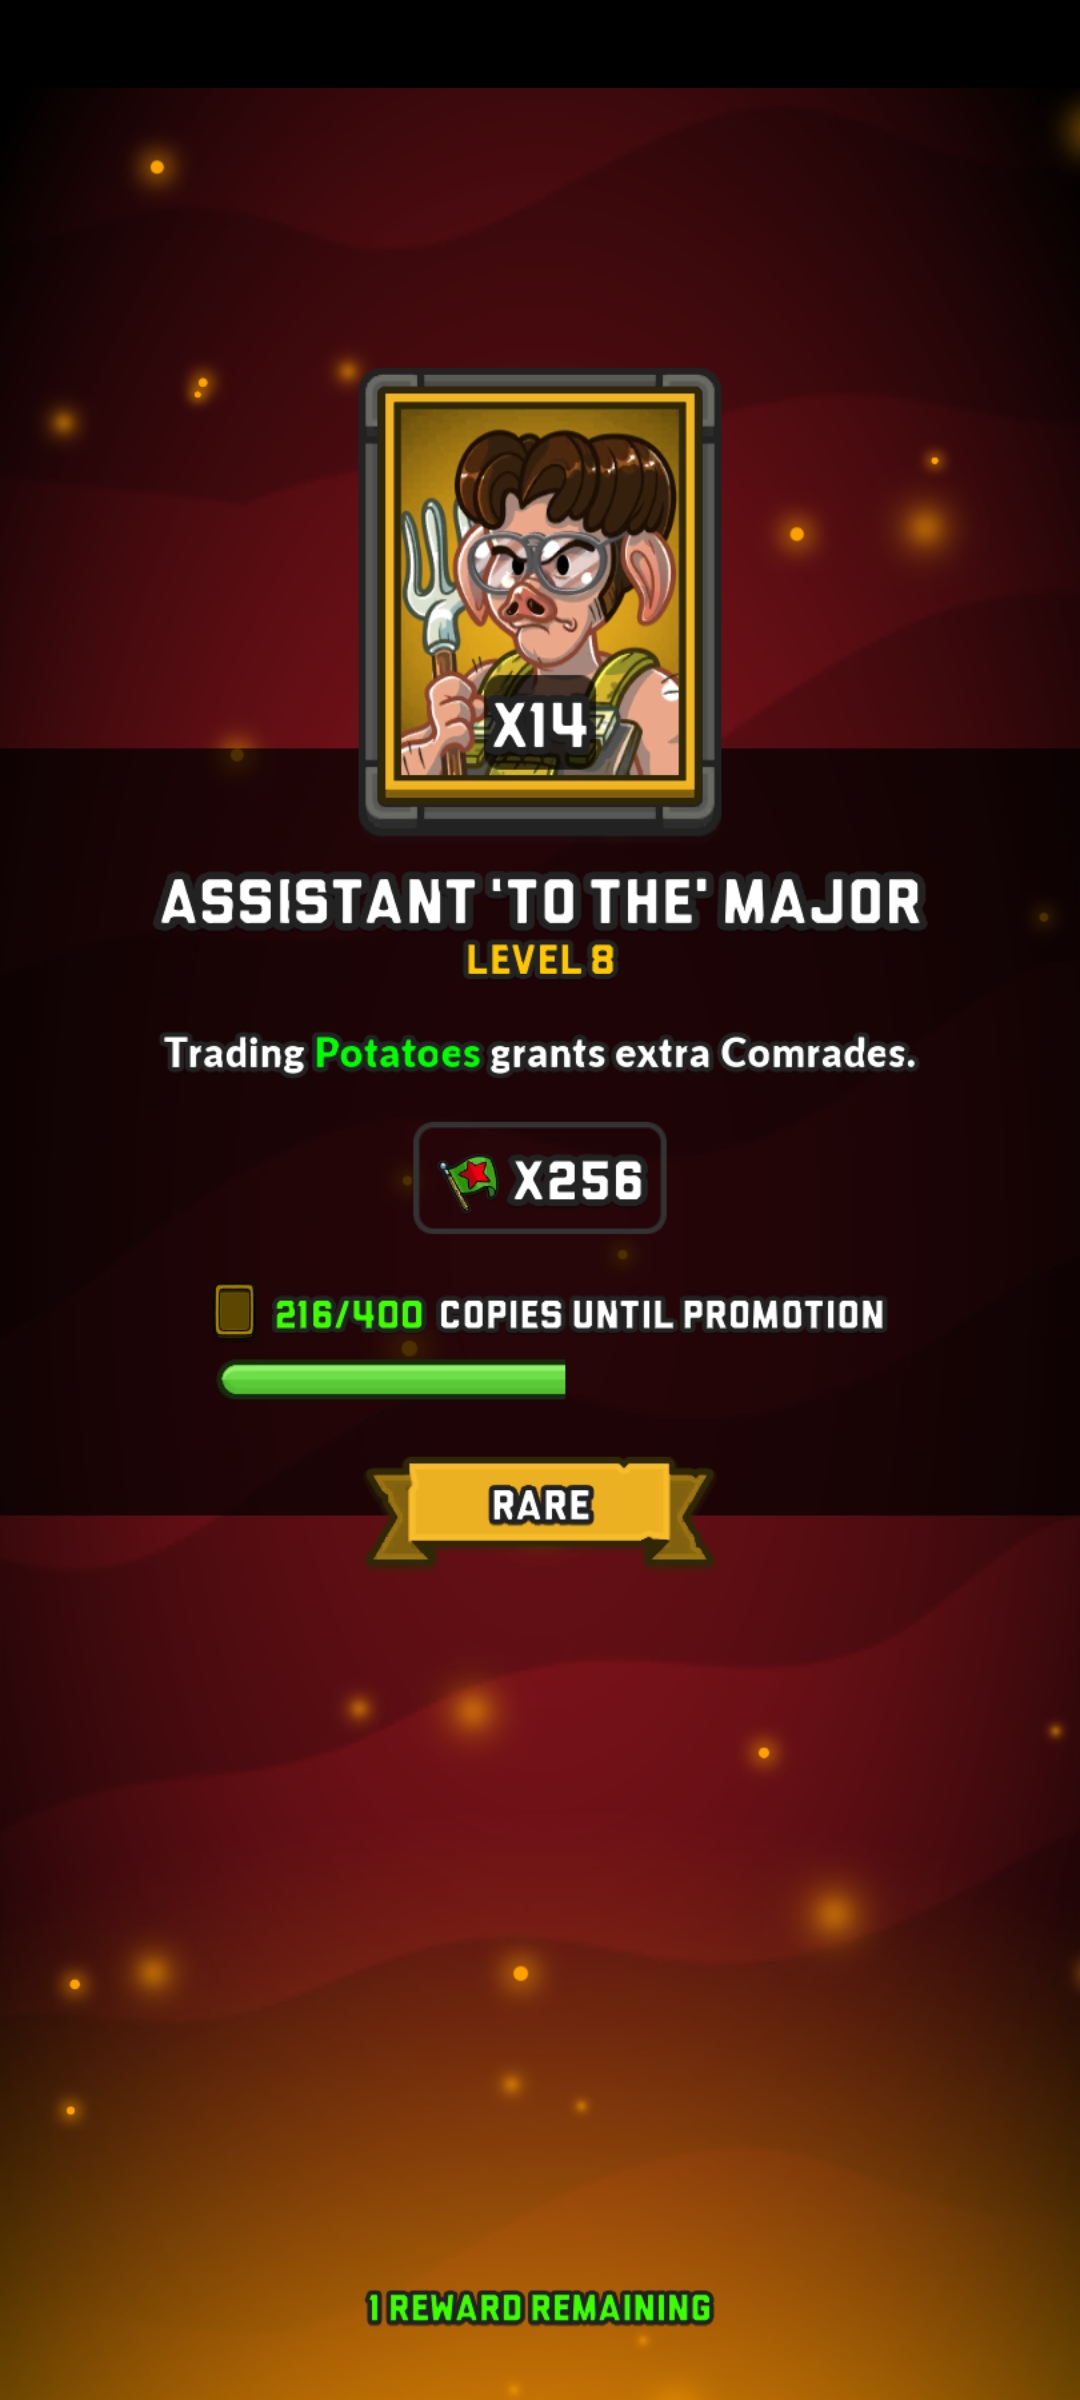 X14
ASSISTANT 'TO THE' MAJOR
LEVEL 8
Trading Potatoes grants extra Comrades.
X256
216/400 COPIES UNTIL PROMOTION
RARE
1 REWARD REMAINING